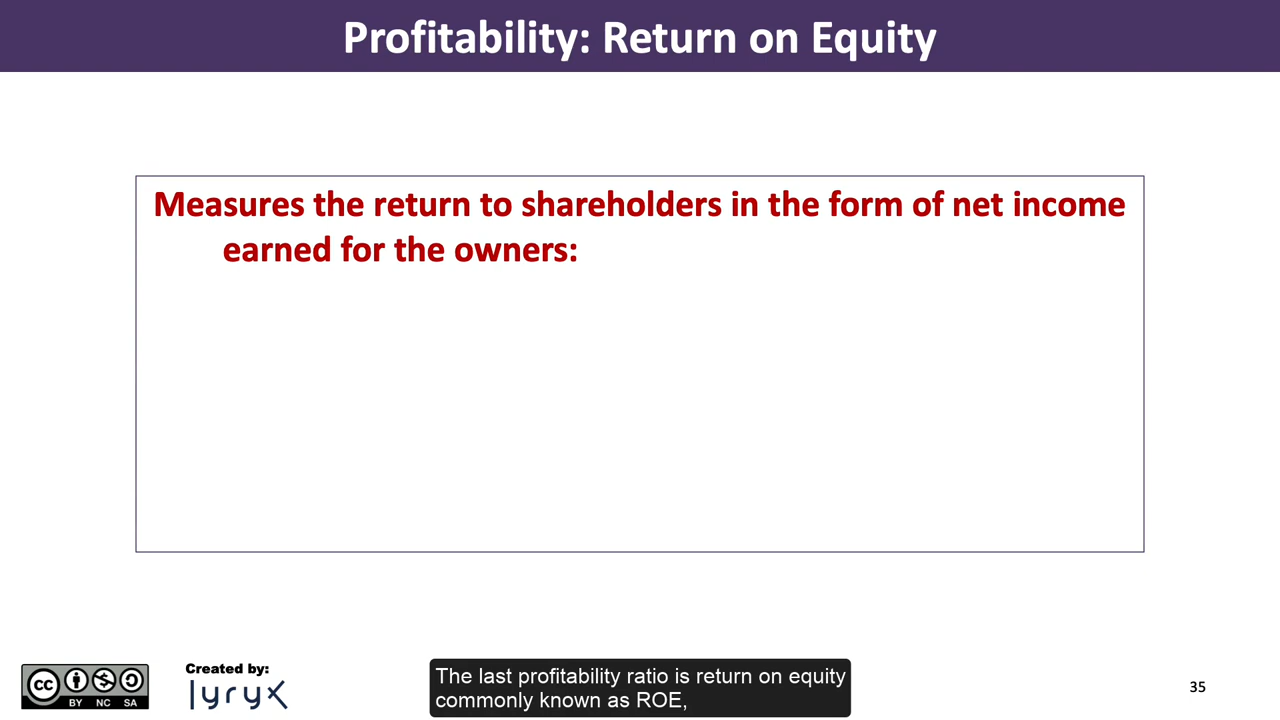 Profitability: Return on Equity
Measures the return to shareholders in the form of net income
earned for the owners:
cc
BY NC SA
Created by:
lyryx
The last profitability ratio is return on equity
commonly known as ROE,
35